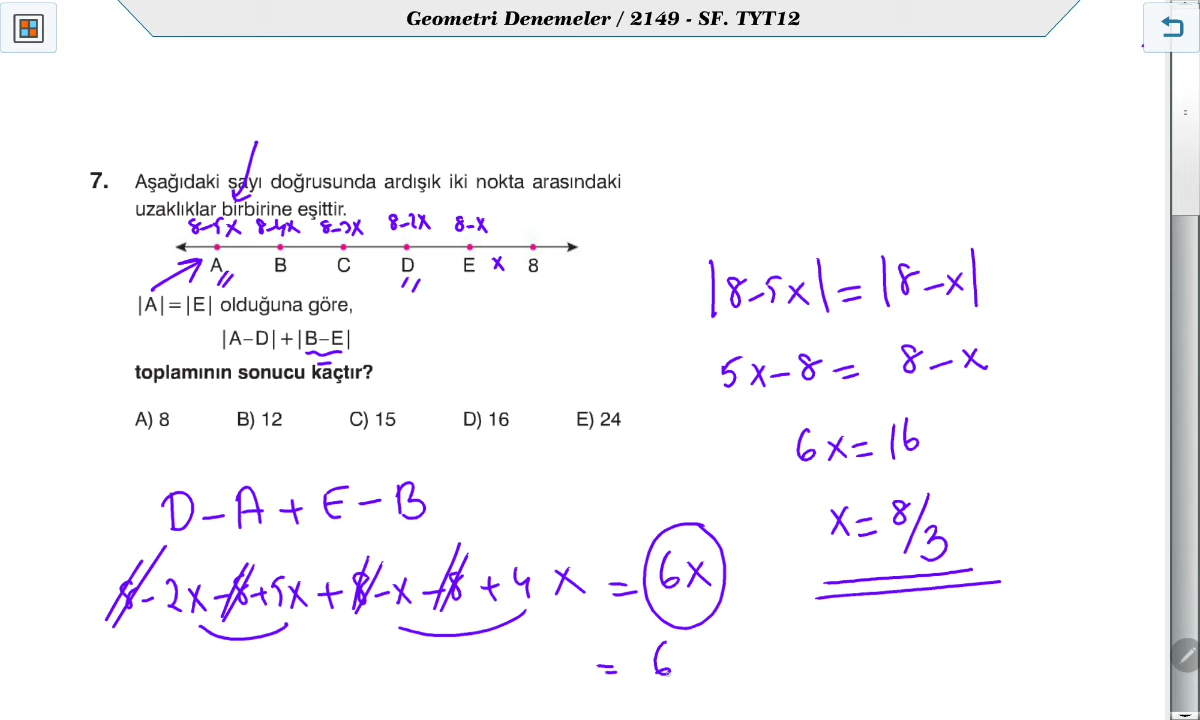 Geometri Denemeler / 2149 - SF. TYT12
7. Aşağıdaki sayı doğrusunda ardışık iki nokta arasındaki
uzaklıklar birbirine eşittir.
8-5x 8-4x 8-3x 8-2x 8-x
A B C D E x 8
|A|=|E| olduğuna göre,
|A-D|+|B-E|
toplamının sonucu kaçtır?
A) 8 B) 12 C) 15 D) 16 E) 24
|8-5x| = |8-x|
5x-8 = 8-x
6x = 16
x = 8/3
D-A+E-B
8-2x-8+5x+8-x-8+4x = 6x
= 6